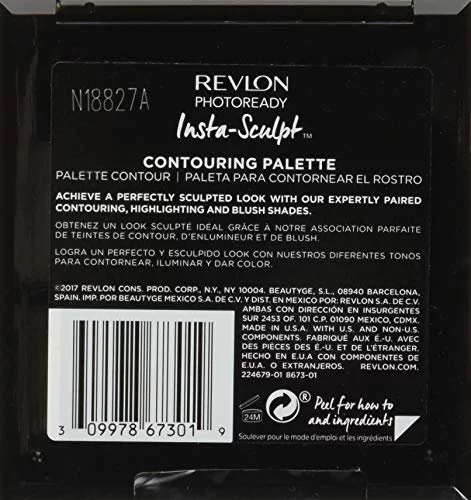 N18827A
REVLON
PHOTOREADY
Insta-Sculpt™
CONTOURING PALETTE
PALETTE CONTOUR | PALETA PARA CONTORNEAR EL ROSTRO
ACHIEVE A PERFECTLY SCULPTED LOOK WITH OUR EXPERTLY PAIRED
CONTOURING, HIGHLIGHTING AND BLUSH SHADES.
OBTENEZ UN LOOK SCULPTÉ IDÉAL GRÂCE À NOTRE ASSOCIATION PARFAITE
DE TEINTES DE CONTOUR, D'ENLUMINEUR ET DE BLUSH.
LOGRA UN PERFECTO Y ESCULPIDO LOOK CON NUESTROS DIFERENTES TONOS
PARA CONTORNEAR, ILUMINAR Y DAR COLOR.
©2017 REVLON CONS. PROD. CORP., N.Y., NY 10004. BEAUTYGE, S.L., 08940 BARCELONA,
SPAIN. IMP. POR BEAUTYGE MEXICO S.A. DE C.V. Y DIST. EN MEXICO POR REVLON S.A. DE C.V.
AMBAS CON DIRECCIÓN EN INSURGENTES
SUR 2453 OF. 101 C.P. 01090 MEXICO, CDMX.
MADE IN U.S.A. WITH U.S. AND NON-U.S.
COMPONENTS. FABRIQUÉ AUX É.-U. AVEC
DES PIÈCES DES É.-U. ET DE L'ÉTRANGER.
HECHO EN E.U.A CON COMPONENTES DE
E.U.A. O EXTRANJEROS. REVLON.COM.
224679-01 8673-01
24M
®
Peel for how to
and ingredients
Soulever pour le mode d'emploi et les ingrédients
3 09978 67301 9